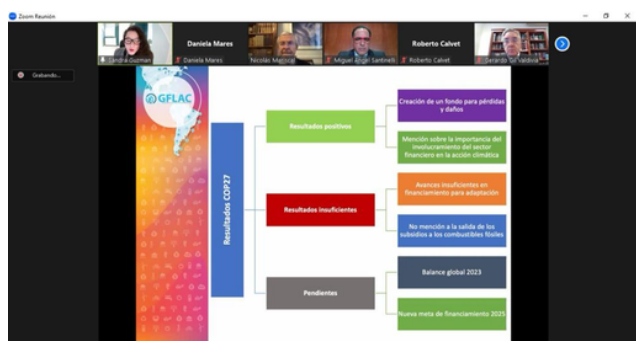 Zoom Reunión
Grabando...
Sandra Guzman
Daniela Mares
Daniela Mares
Nicolás Mariscal
Miguel Ángel Santinelli
Roberto Calvet
Roberto Calvet
Gerardo Gil Valdivia
GFLAC
Resultados COP27
Resultados positivos
Creación de un fondo para pérdidas
y daños
Mención sobre la importancia del
involucramiento del sector
financiero en la acción climática
Resultados insuficientes
Avances insuficientes en
financiamiento para adaptación
No mención a la salida de los
subsidios a los combustibles fósiles
Pendientes
Balance global 2023
Nueva meta de financiamiento 2025